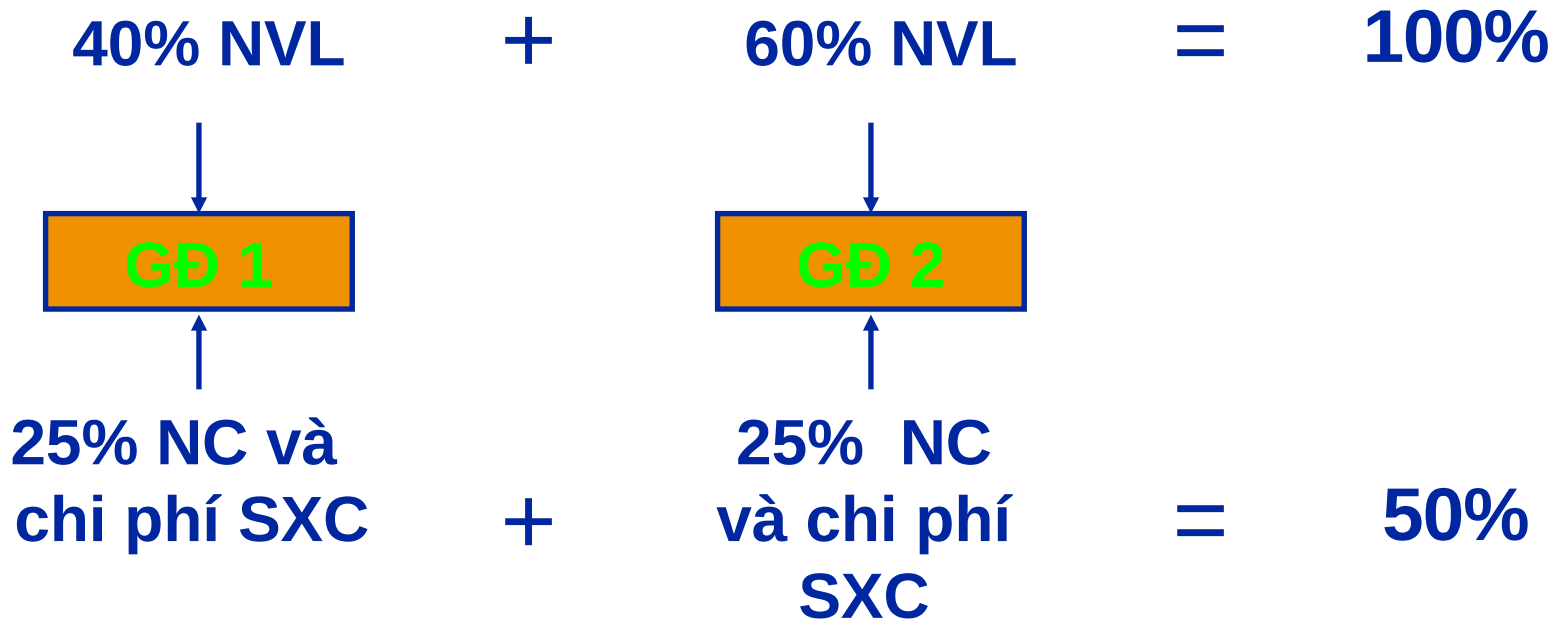 40% NVL + 60% NVL = 100%
GĐ 1 GĐ 2
25% NC và 25% NC
chi phí SXC + và chi phí = 50%
SXC